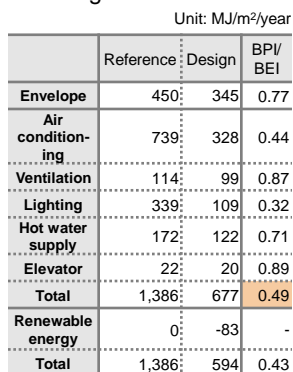 Unit: MJ/m²/year
Reference Design BPI/
BEI
Envelope 450 345 0.77
Air
condition-
ing 739 328 0.44
Ventilation 114 99 0.87
Lighting 339 109 0.32
Hot water
supply 172 122 0.71
Elevator 22 20 0.89
Total 1,386 677 0.49
Renewable
energy 0 -83 -
Total 1,386 594 0.43